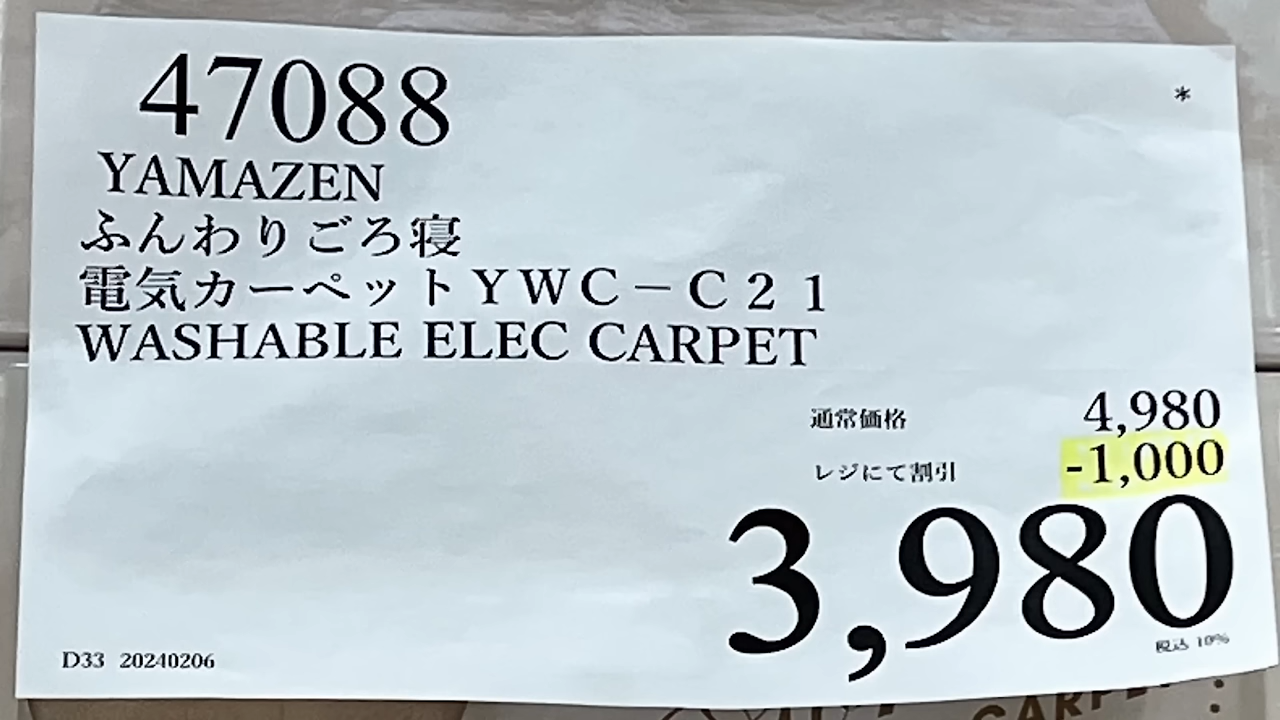 47088
*
YAMAZEN
ふんわりごろ寝
電気カーペットＹＷＣ－Ｃ２１
WASHABLE ELEC CARPET
通常価格 4,980
レジにて割引 -1,000
3,980
税込 10%
D33 20240206
CARPET